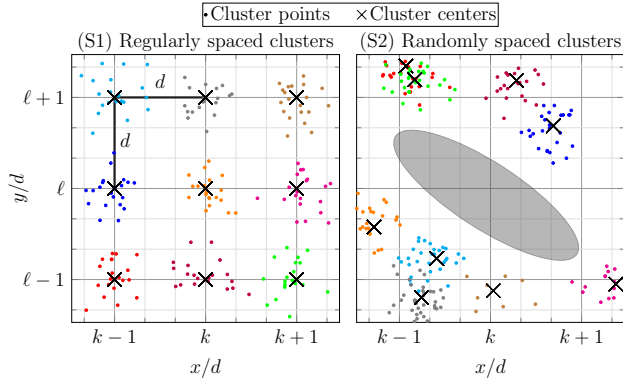 Cluster points × Cluster centers
(S1) Regularly spaced clusters
(S2) Randomly spaced clusters
d
d
ℓ + 1
ℓ
ℓ − 1
y/d
k − 1
k
k + 1
x/d
k − 1
k
k + 1
x/d